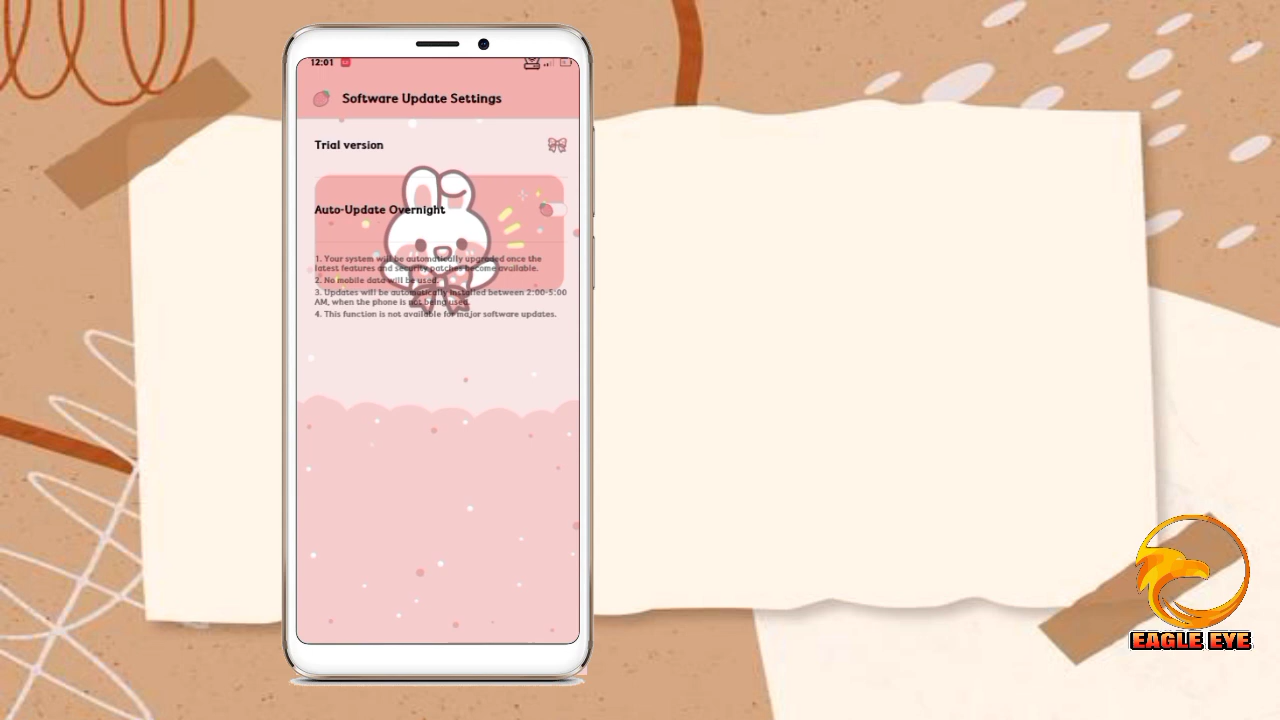 12:01
Software Update Settings
Trial version
Auto-Update Overnight
1. Your system will be automatically upgraded once the
latest features and security patches become available.
2. No mobile data will be used.
3. Updates will be automatically installed between 2:00-5:00
AM, when the phone is not being used.
4. This function is not available for major software updates.
EAGLE EYE